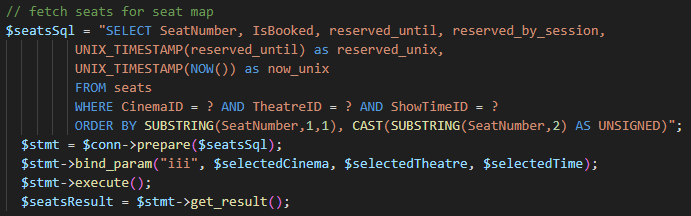 // fetch seats for seat map
$seatsSql = "SELECT SeatNumber, IsBooked, reserved_until, reserved_by_session,
UNIX_TIMESTAMP(reserved_until) as reserved_unix,
UNIX_TIMESTAMP(NOW()) as now_unix
FROM seats
WHERE CinemaID = ? AND TheatreID = ? AND ShowTimeID = ?
ORDER BY SUBSTRING(SeatNumber,1,1), CAST(SUBSTRING(SeatNumber,2) AS UNSIGNED)";
$stmt = $conn->prepare($seatsSql);
$stmt->bind_param("iii", $selectedCinema, $selectedTheatre, $selectedTime);
$stmt->execute();
$seatsResult = $stmt->get_result();